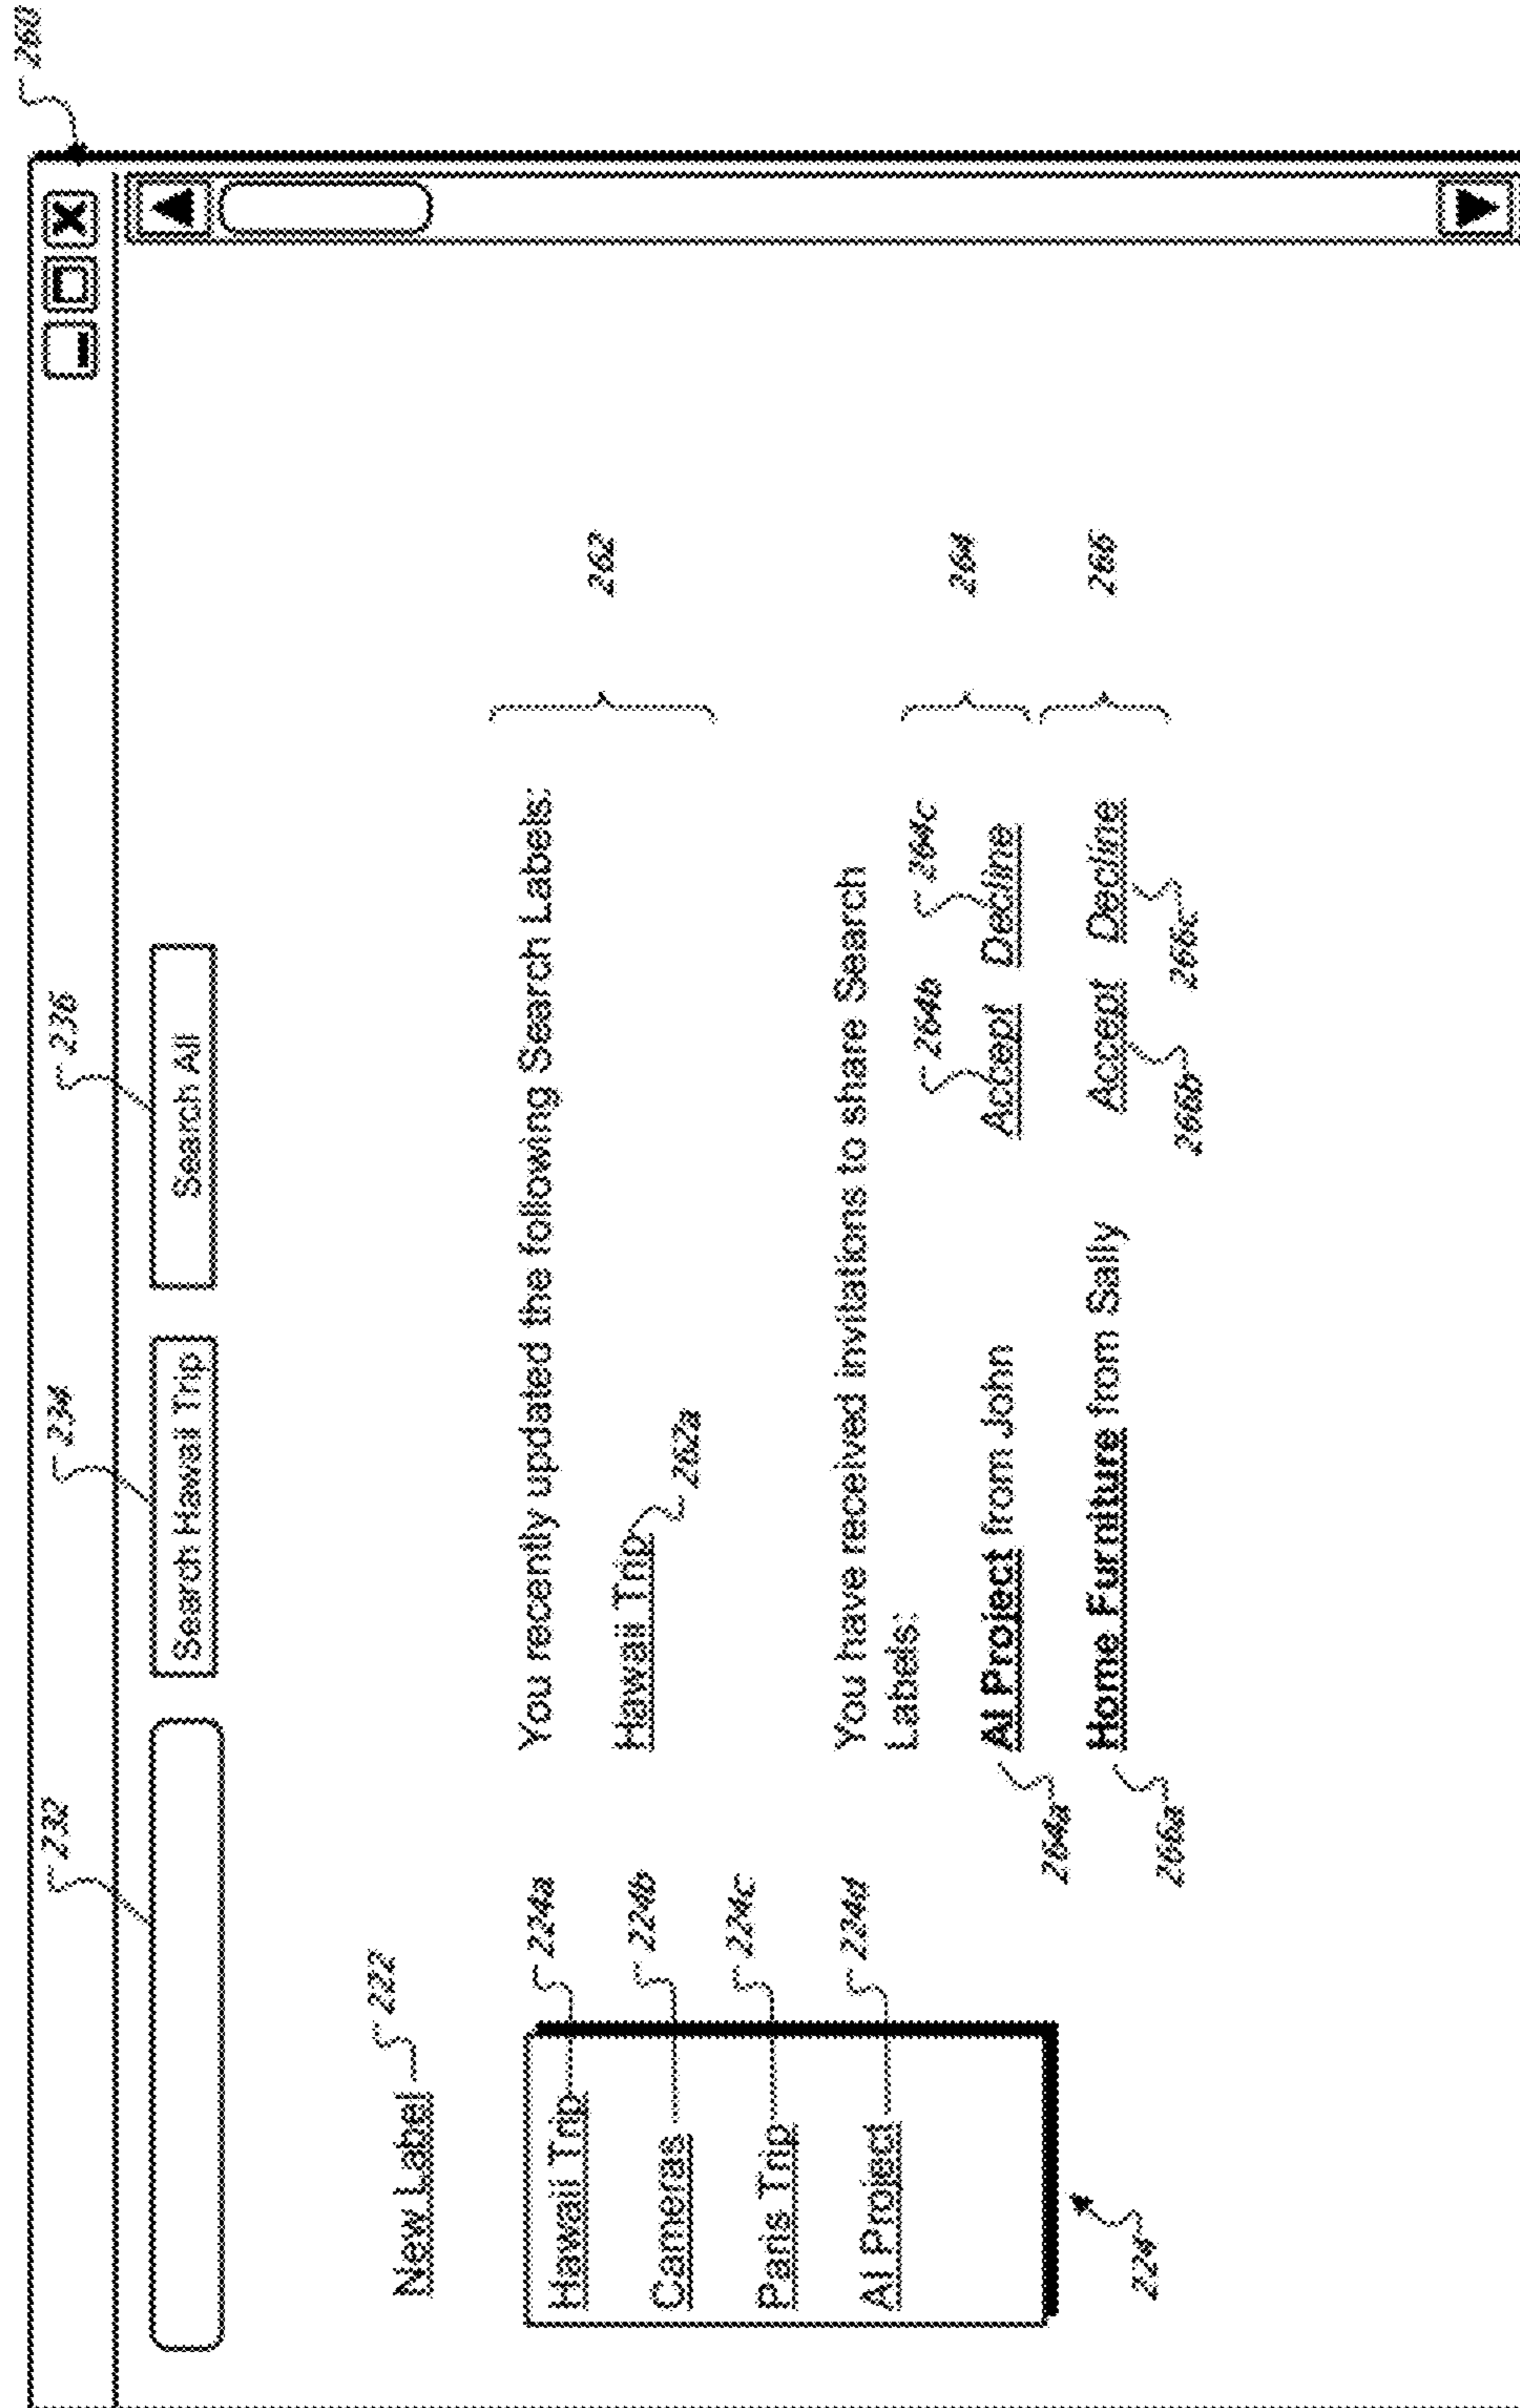 260
232
234
236
Search Hawaii Trip
Search All
New Label
222
Hawaii Trip
224a
Cameras
224b
Paris Trip
224c
AI Project
224d
224
You recently updated the following Search Labels:
262
Hawaii Trip
262a
You have received invitations to share Search
Labels:
264b
264c
264
AI Project from John Accept Decline
264a
Home Furniture from Sally Accept Decline
266
266a
266b
266c